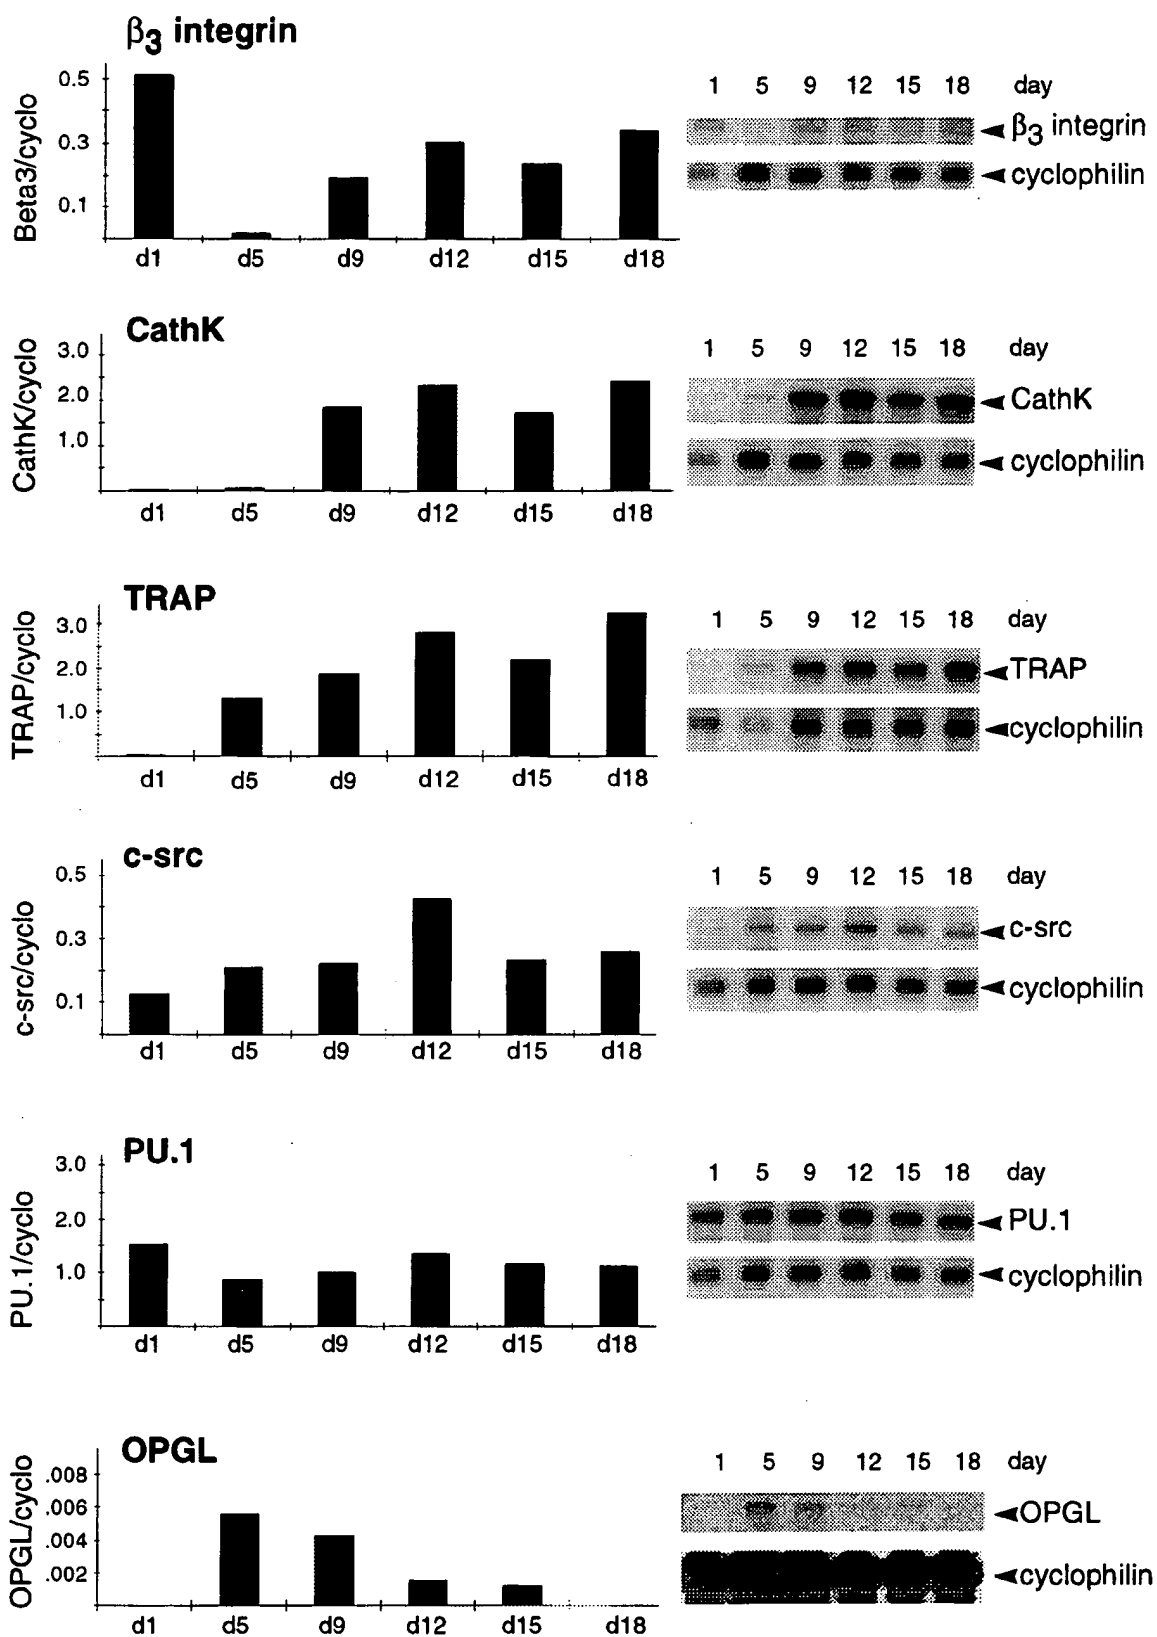 β3 integrin
Beta3/cyclo
0.5
0.3
0.1
d1 d5 d9 d12 d15 d18
1 5 9 12 15 18 day
β3 integrin
cyclophilin
CathK
CathK/cyclo
3.0
2.0
1.0
d1 d5 d9 d12 d15 d18
1 5 9 12 15 18 day
CathK
cyclophilin
TRAP
TRAP/cyclo
3.0
2.0
1.0
d1 d5 d9 d12 d15 d18
1 5 9 12 15 18 day
TRAP
cyclophilin
c-src
c-src/cyclo
0.5
0.3
0.1
d1 d5 d9 d12 d15 d18
1 5 9 12 15 18 day
c-src
cyclophilin
PU.1
PU.1/cyclo
3.0
2.0
1.0
d1 d5 d9 d12 d15 d18
1 5 9 12 15 18 day
PU.1
cyclophilin
OPGL
OPGL/cyclo
.008
.006
.004
.002
d1 d5 d9 d12 d15 d18
1 5 9 12 15 18 day
OPGL
cyclophilin